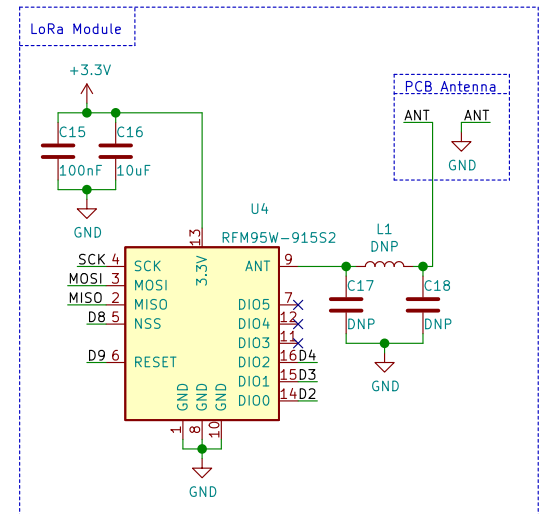 LoRa Module
+3.3V
PCB Antenna
ANT
ANT
C15
C16
100nF
10uF
GND
GND
U4
RFM95W-915S2
L1
DNP
13
3.3V
SCK 4 SCK
ANT 9
MOSI 3 MOSI
MISO 2 MISO
D8 5 NSS
D9 6 RESET
DIO5 7
DIO4 12
DIO3 11
DIO2 16 D4
DIO1 15 D3
DIO0 14 D2
C17
C18
DNP
DNP
GND
GND
GND
GND
1
8
10
GND